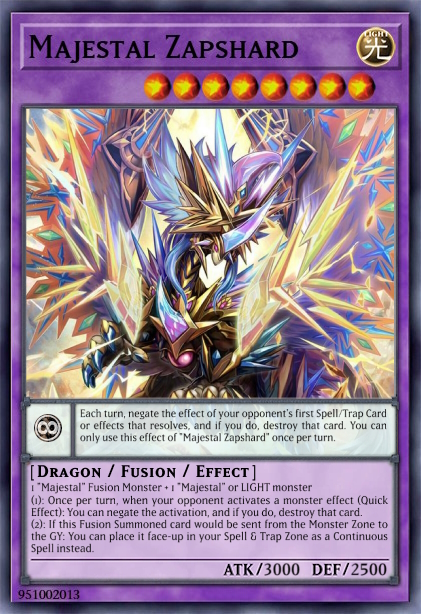 Majestal Zapshard
LIGHT
光
Each turn, negate the effect of your opponent's first Spell/Trap Card
or effects that resolves, and if you do, destroy that card. You can
only use this effect of "Majestal Zapshard" once per turn.
[Dragon / Fusion / Effect]
1 "Majestal" Fusion Monster + 1 "Majestal" or LIGHT monster
(1): Once per turn, when your opponent activates a monster effect (Quick
Effect): You can negate the activation, and if you do, destroy that card.
(2): If this Fusion Summoned card would be sent from the Monster Zone to
the GY: You can place it face-up in your Spell & Trap Zone as a Continuous
Spell instead.
ATK/3000 DEF/2500
951002013